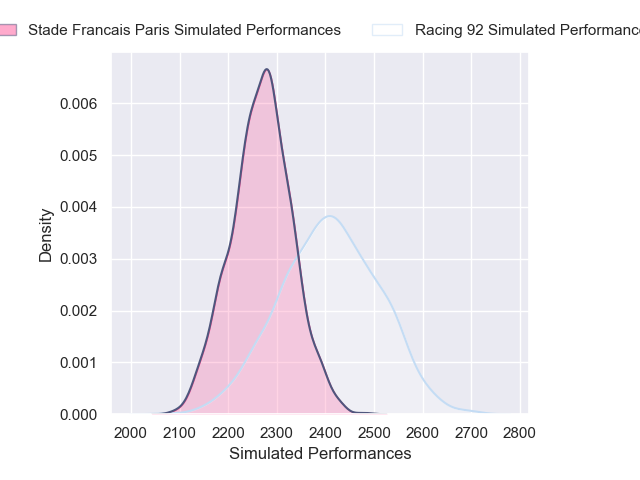 Stade Francais Paris Simulated Performances
Racing 92 Simulated
0.006
0.005
0.004
0.003
0.002
0.001
0.000
Density
2000 2100 2200 2300 2400 2500 2600 2700 2800
Simulated Performances